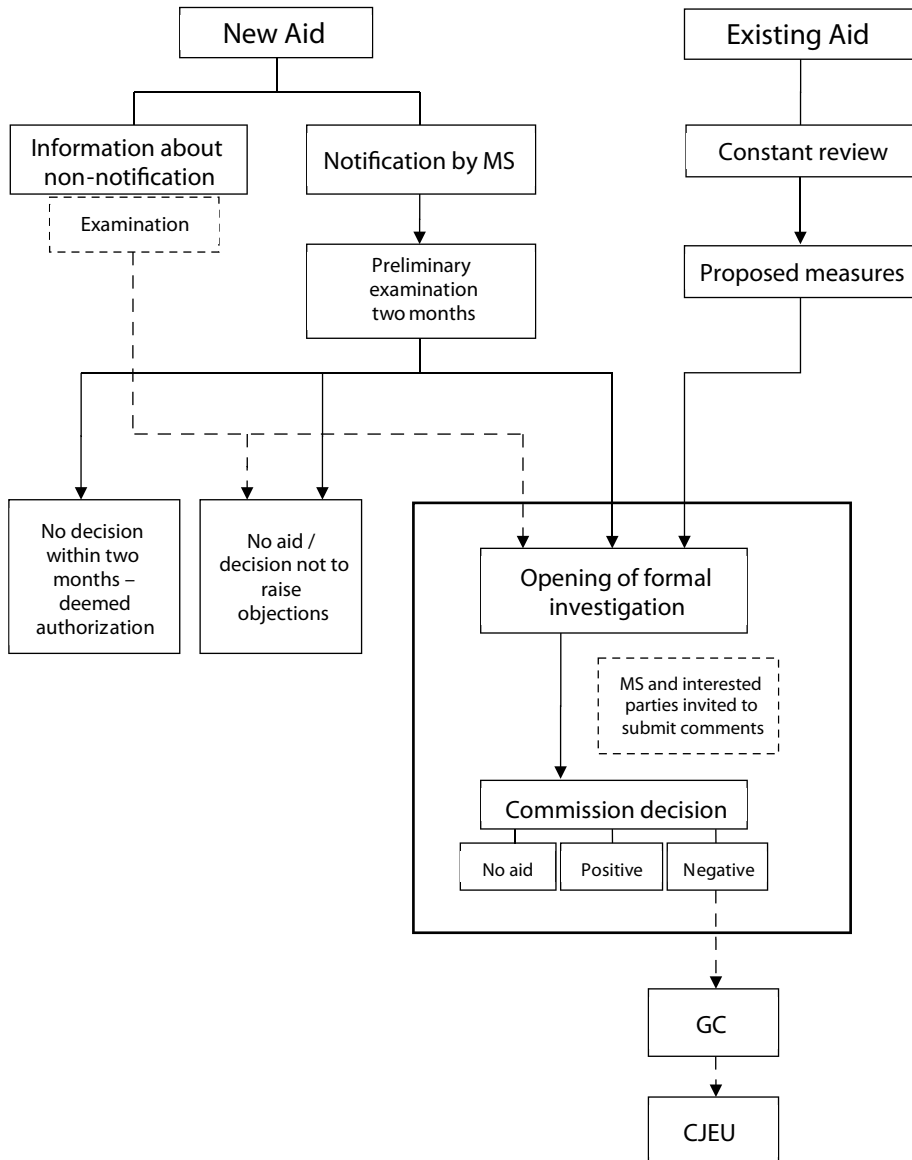 New Aid
Existing Aid
Information about
non-notification
Notification by MS
Constant review
Examination
Preliminary
examination
two months
Proposed measures
No decision
within two
months –
deemed
authorization
No aid /
decision not to
raise
objections
Opening of formal
investigation
MS and interested
parties invited to
submit comments
Commission decision
No aid
Positive
Negative
GC
CJEU